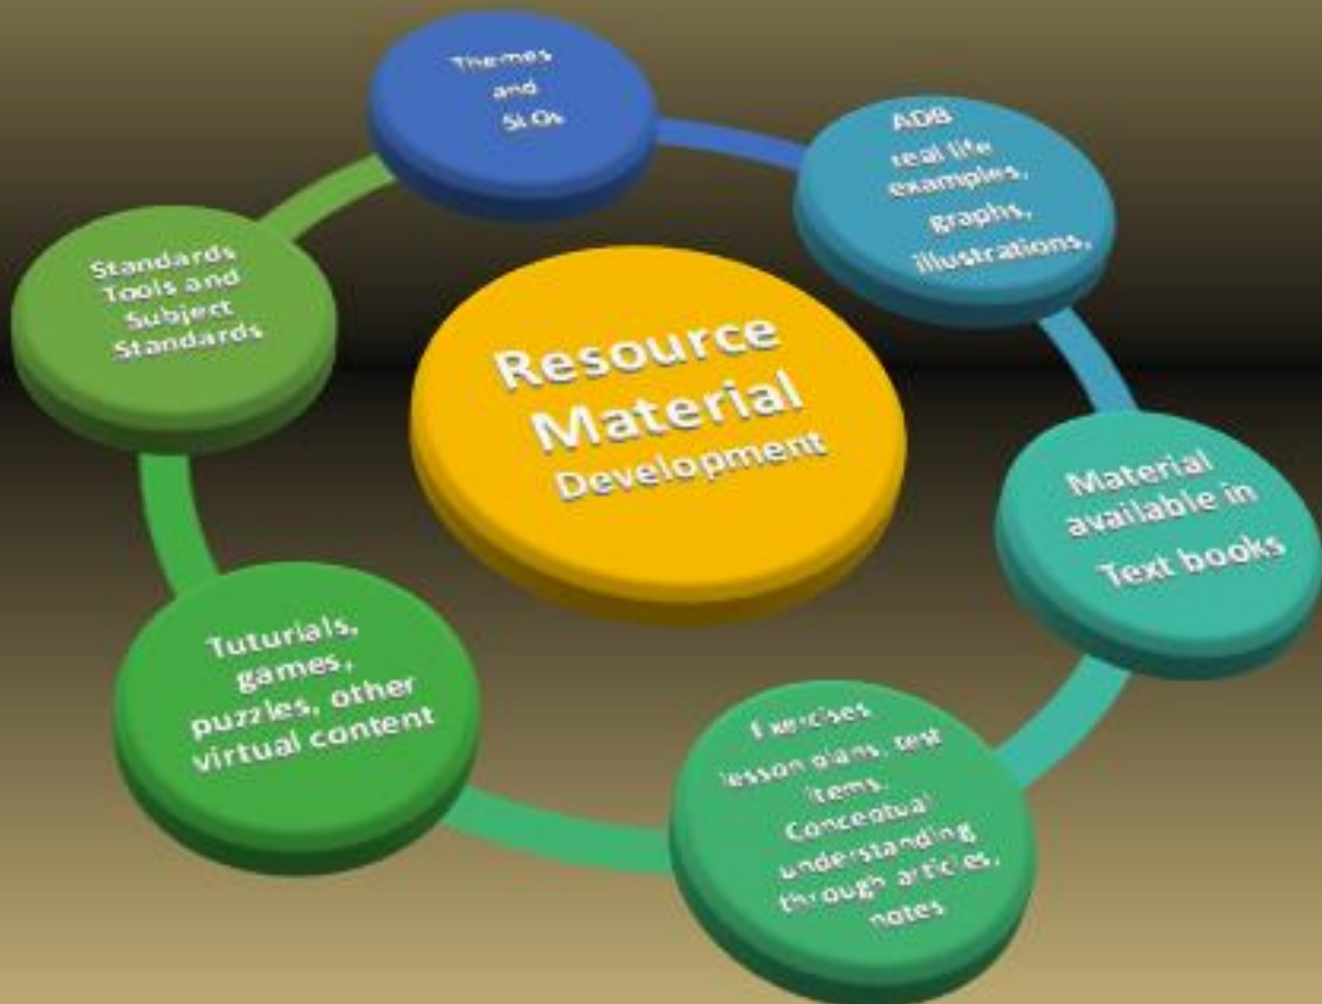 Themes
and
SLOs
ADB
real life
examples,
graphs,
illustrations,
Material
available in
Text books
Exercises
lesson plans, test
items.
Conceptual
understanding
through articles,
notes
Tuturials,
games,
puzzles, other
virtual content
Standards
Tools and
Subject
Standards
Resource
Material
Development